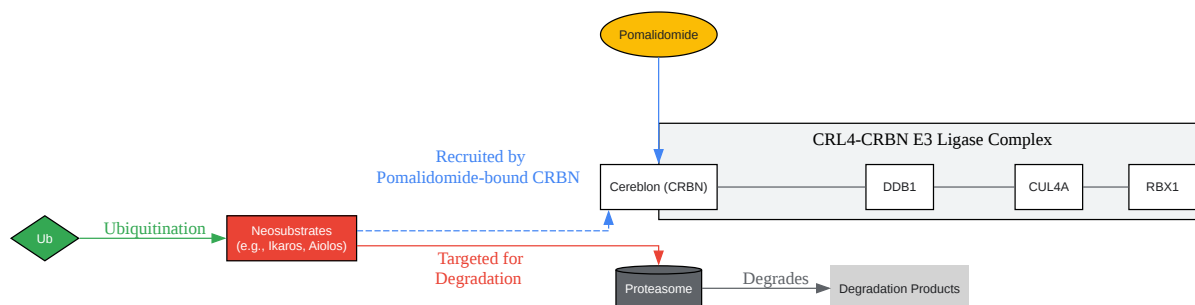 Pomalidomide
CRL4-CRBN E3 Ligase Complex
Recruited by
Pomalidomide-bound CRBN
Cereblon (CRBN)
DDB1
CUL4A
RBX1
Ub
Ubiquitination
Neosubstrates
(e.g., Ikaros, Aiolos)
Targeted for
Degradation
Proteasome
Degrades
Degradation Products